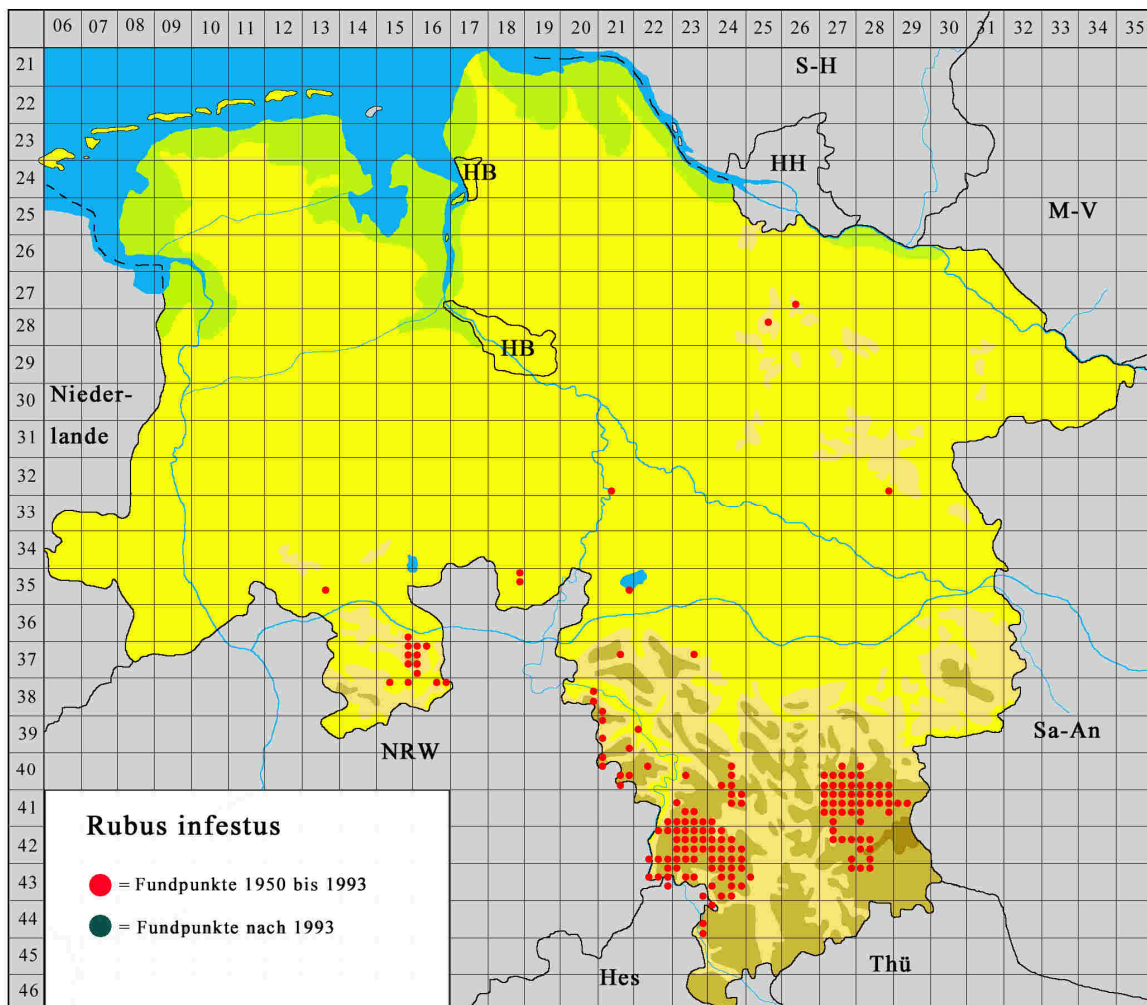 06 07 08 09 10 11 12 13 14 15 16 17 18 19 20 21 22 23 24 25 26 27 28 29 30 31 32 33 34 35
21
S-H
22
23
HB
HH
24
25
M-V
26
27
28
HB
29
Nieder-
30
lande
31
32
33
34
35
36
37
38
39
NRW
Sa-An
40
41
Rubus infestus
42
= Fundpunkte 1950 bis 1993
43
= Fundpunkte nach 1993
44
45
Hes
Thü
46